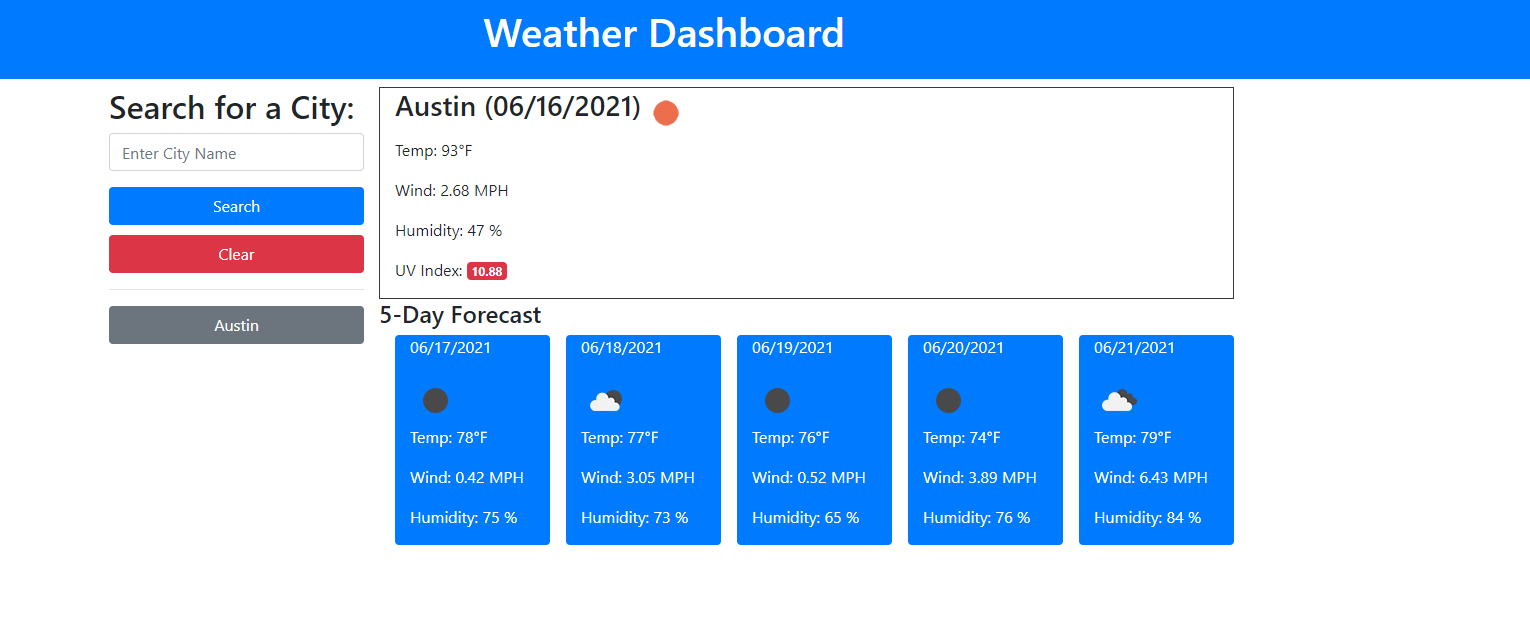 Weather Dashboard
Search for a City:
Enter City Name
Search
Clear
Austin
Austin (06/16/2021)
Temp: 93°F
Wind: 2.68 MPH
Humidity: 47 %
UV Index: 10.88
5-Day Forecast
06/17/2021
Temp: 78°F
Wind: 0.42 MPH
Humidity: 75 %
06/18/2021
Temp: 77°F
Wind: 3.05 MPH
Humidity: 73 %
06/19/2021
Temp: 76°F
Wind: 0.52 MPH
Humidity: 65 %
06/20/2021
Temp: 74°F
Wind: 3.89 MPH
Humidity: 76 %
06/21/2021
Temp: 79°F
Wind: 6.43 MPH
Humidity: 84 %